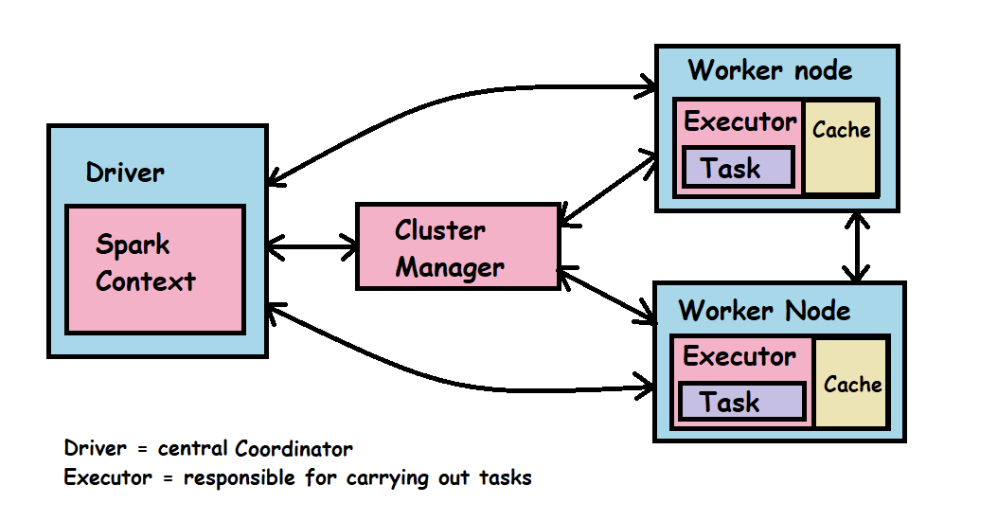 Driver
Spark
Context
Cluster
Manager
Worker node
Executor
Task
Cache
Worker Node
Executor
Task
Cache
Driver = central Coordinator
Executor = responsible for carrying out tasks